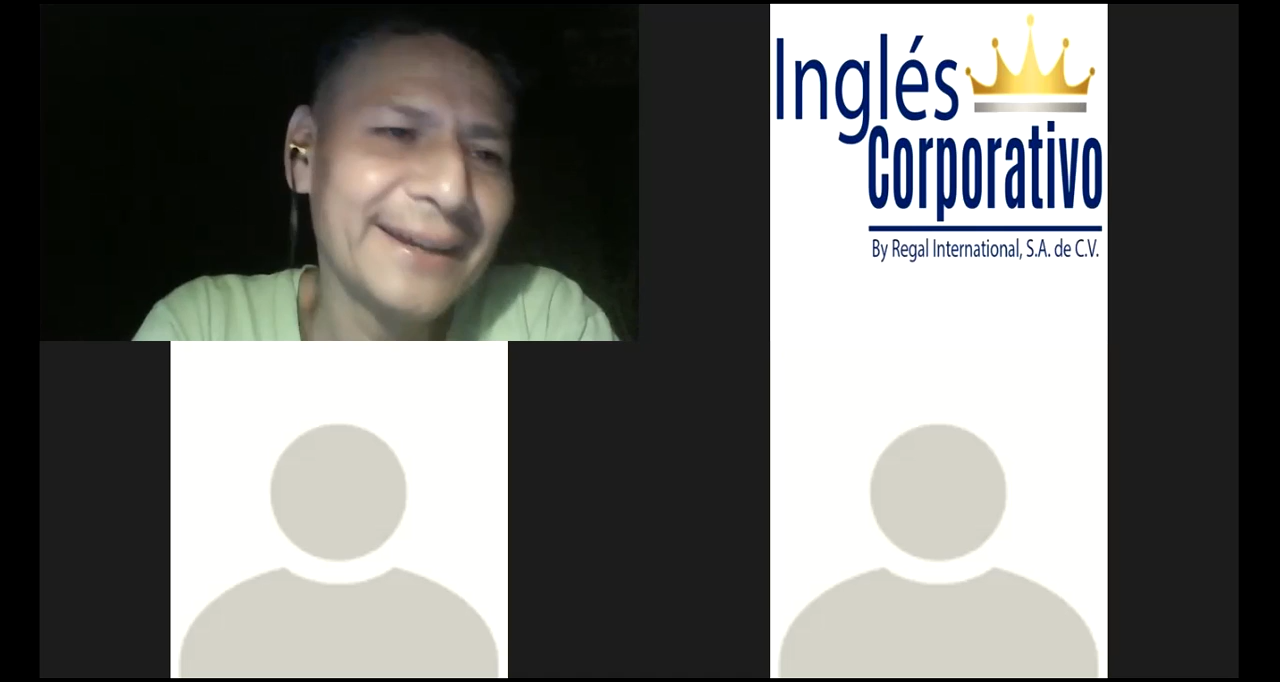 Inglés
Corporativo
By Regal International, S.A. de C.V.